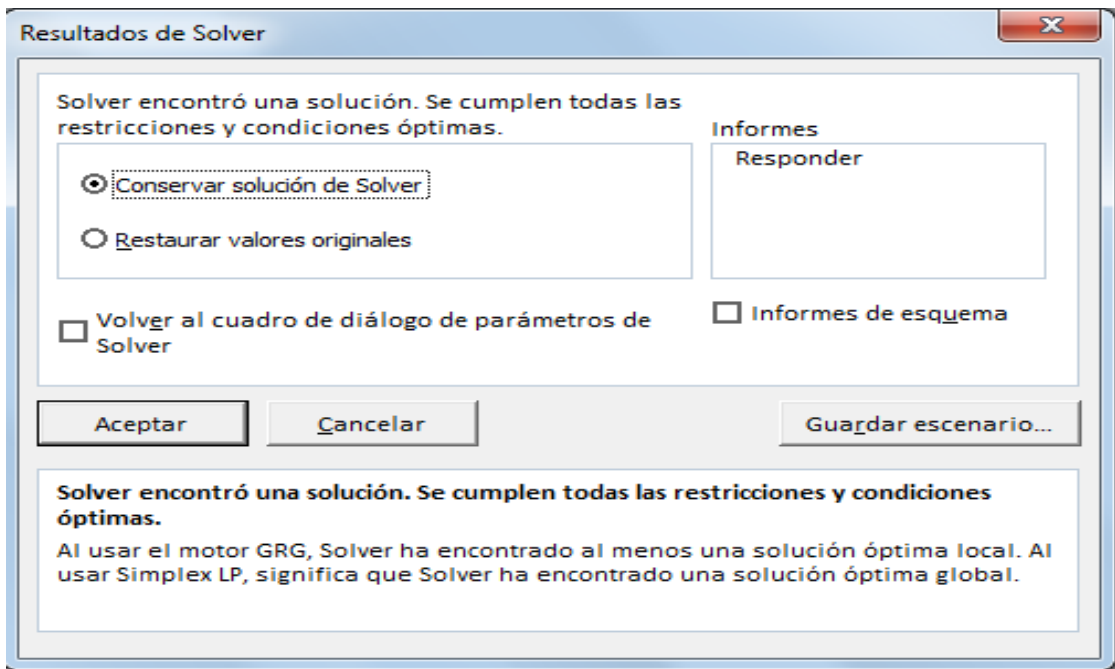 Resultados de Solver
Solver encontró una solución. Se cumplen todas las
restricciones y condiciones óptimas.
Informes
Responder
Conservar solución de Solver
Restaurar valores originales
Volver al cuadro de diálogo de parámetros de
Solver
Informes de esquema
Aceptar
Cancelar
Guardar escenario...
Solver encontró una solución. Se cumplen todas las restricciones y condiciones
óptimas.
Al usar el motor GRG, Solver ha encontrado al menos una solución óptima local. Al
usar Simplex LP, significa que Solver ha encontrado una solución óptima global.